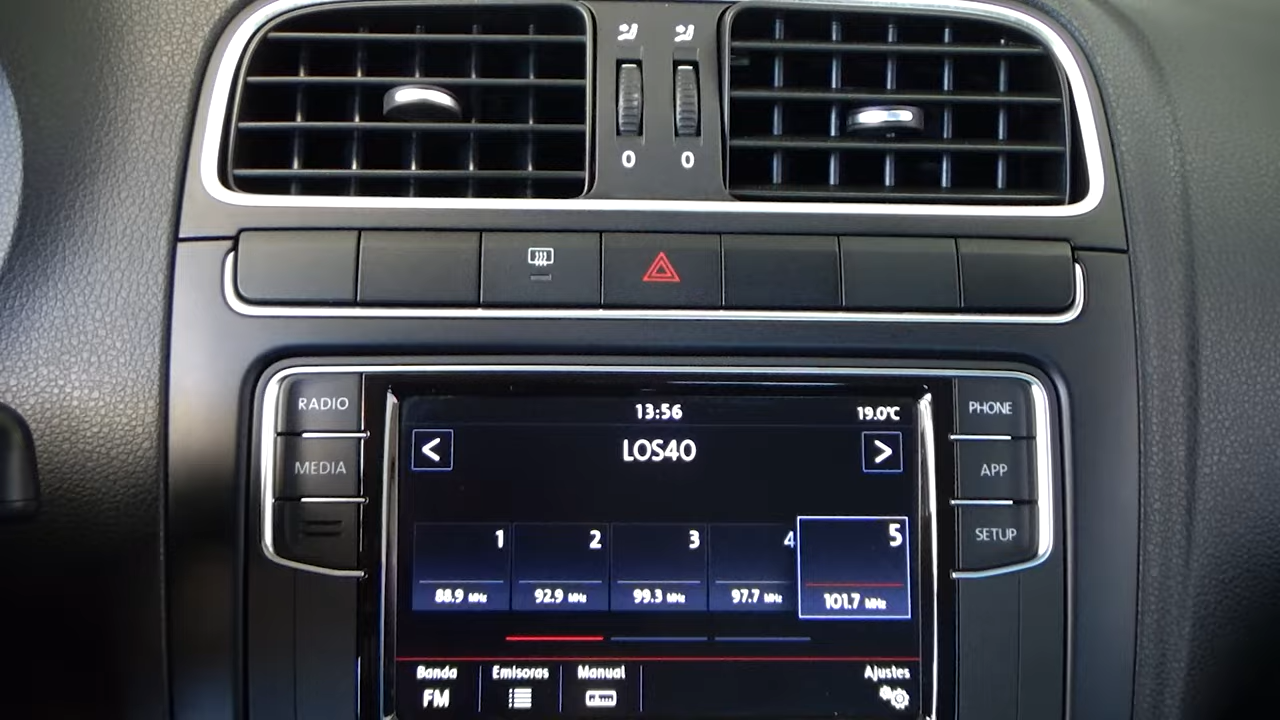 0 0
RADIO
MEDIA
PHONE
APP
SETUP
13:56 19.0°C
< LOS40 >
1 2 3 4 5
88.9 MHz 92.9 MHz 99.3 MHz 97.7 MHz 101.7 MHz
Banda Emisoras Manual Ajustes
FM